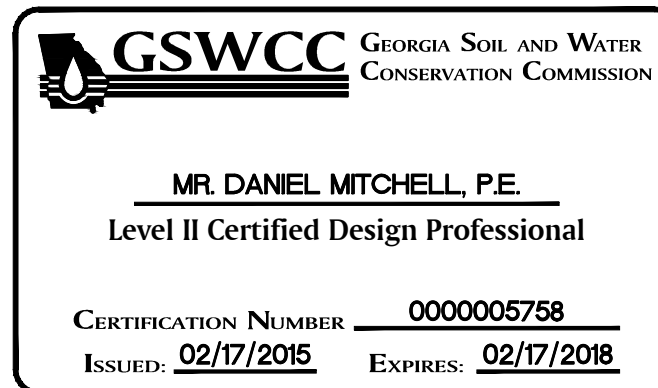 GSWCC
GEORGIA SOIL AND WATER
CONSERVATION COMMISSION
MR. DANIEL MITCHELL, P.E.
Level II Certified Design Professional
CERTIFICATION NUMBER 0000005758
ISSUED: 02/17/2015 EXPIRES: 02/17/2018